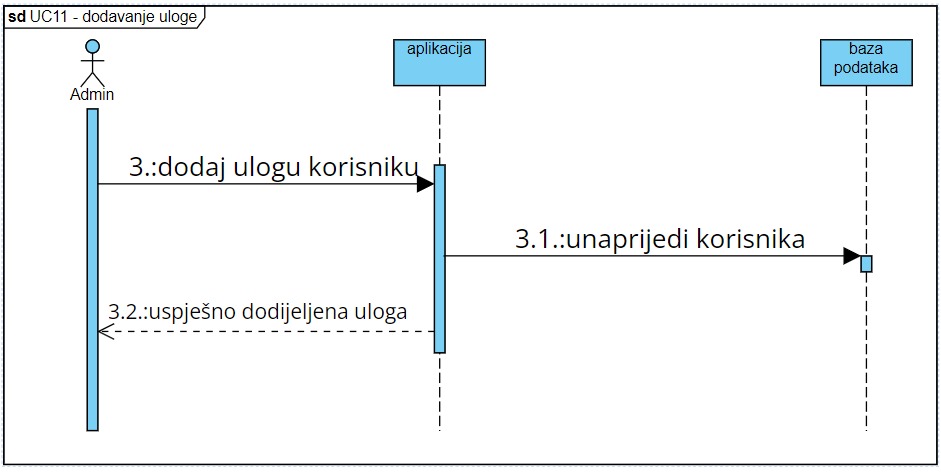 sd UC11 - dodavanje uloge
Admin
aplikacija
baza
podataka
3.:dodaj ulogu korisniku
3.1.:unaprijedi korisnika
3.2.:uspješno dodijeljena uloga